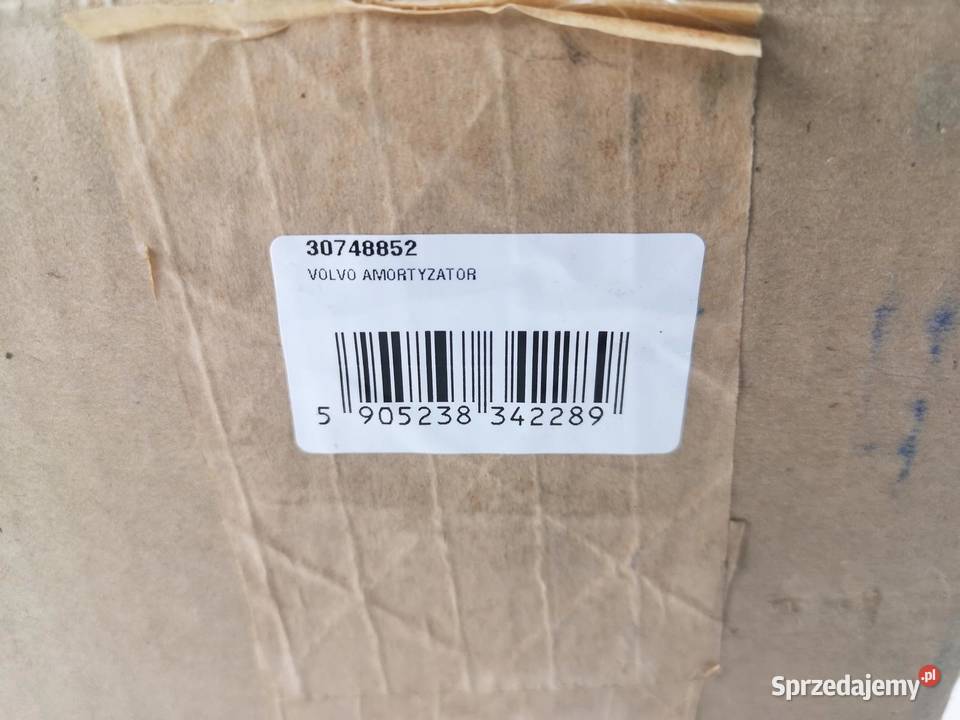 30748852
VOLVO AMORTYZATOR
5 905238 342289
Sprzedajemy.pl